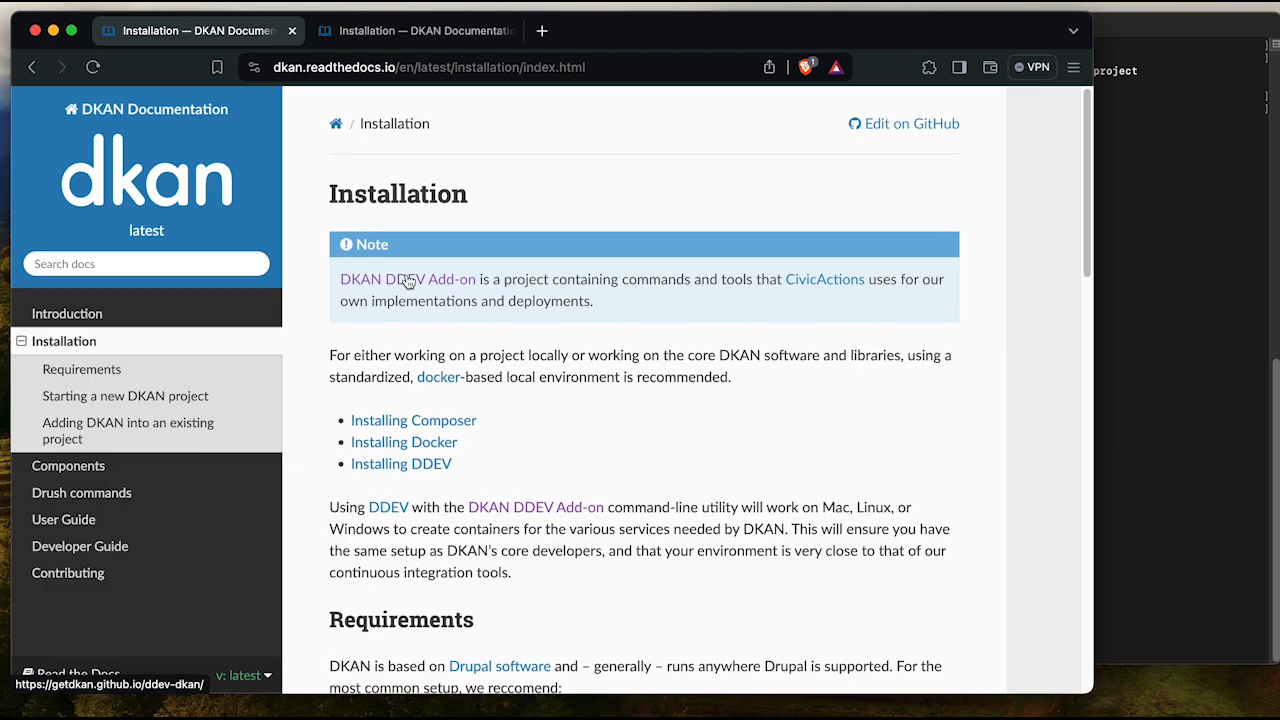 Installation — DKAN Documen
Installation — DKAN Documentatio
dkan.readthedocs.io/en/latest/installation/index.html
1
VPN
project
DKAN Documentation
dkan
latest
Search docs
Introduction
Installation
Requirements
Starting a new DKAN project
Adding DKAN into an existing
project
Components
Drush commands
User Guide
Developer Guide
Contributing
Read the Docs
v: latest
https://getdkan.github.io/ddev-dkan/
/ Installation
Edit on GitHub
Installation
Note
DKAN DDEV Add-on is a project containing commands and tools that CivicActions uses for our
own implementations and deployments.
For either working on a project locally or working on the core DKAN software and libraries, using a
standardized, docker-based local environment is recommended.
• Installing Composer
• Installing Docker
• Installing DDEV
Using DDEV with the DKAN DDEV Add-on command-line utility will work on Mac, Linux, or
Windows to create containers for the various services needed by DKAN. This will ensure you have
the same setup as DKAN's core developers, and that your environment is very close to that of our
continuous integration tools.
Requirements
DKAN is based on Drupal software and – generally – runs anywhere Drupal is supported. For the
most common setup, we reccomend: